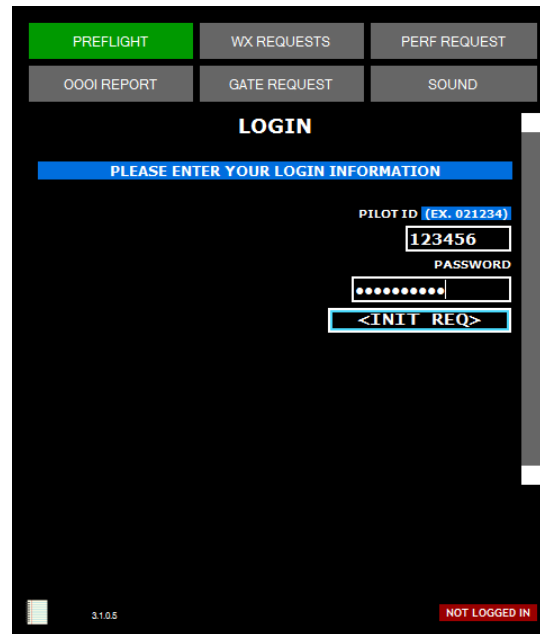 PREFLIGHT WX REQUESTS PERF REQUEST
OOOI REPORT GATE REQUEST SOUND
LOGIN
PLEASE ENTER YOUR LOGIN INFORMATION
PILOT ID (EX. 021234)
123456
PASSWORD
••••••••••
<INIT REQ>
3.1.0.5 NOT LOGGED IN